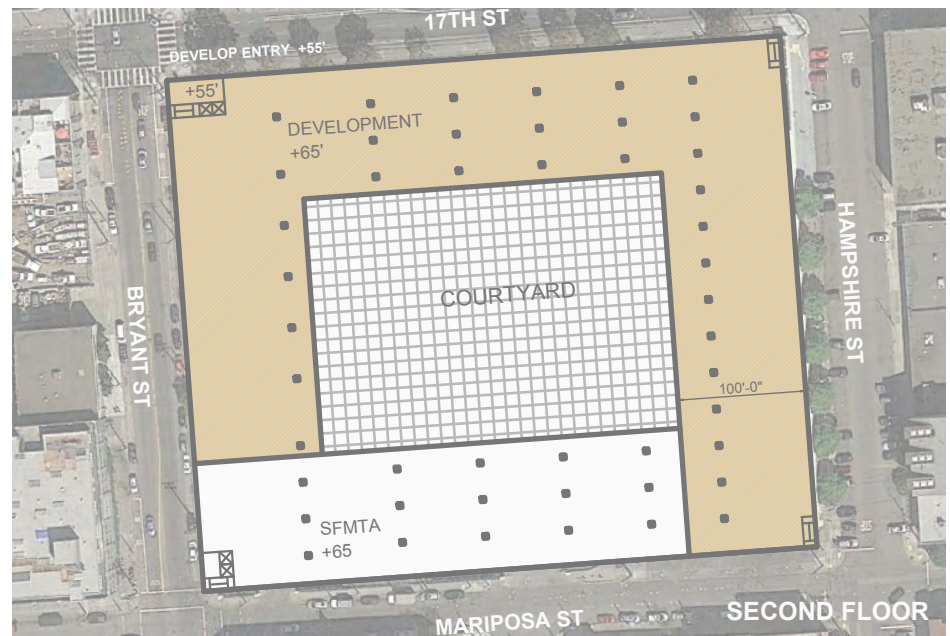 17TH ST
DEVELOP ENTRY +55'
+55'
DEVELOPMENT
+65'
COURTYARD
BRYANT ST
HAMPSHIRE ST
100'-0"
SFMTA
+65
MARIPOSA ST
SECOND FLOOR